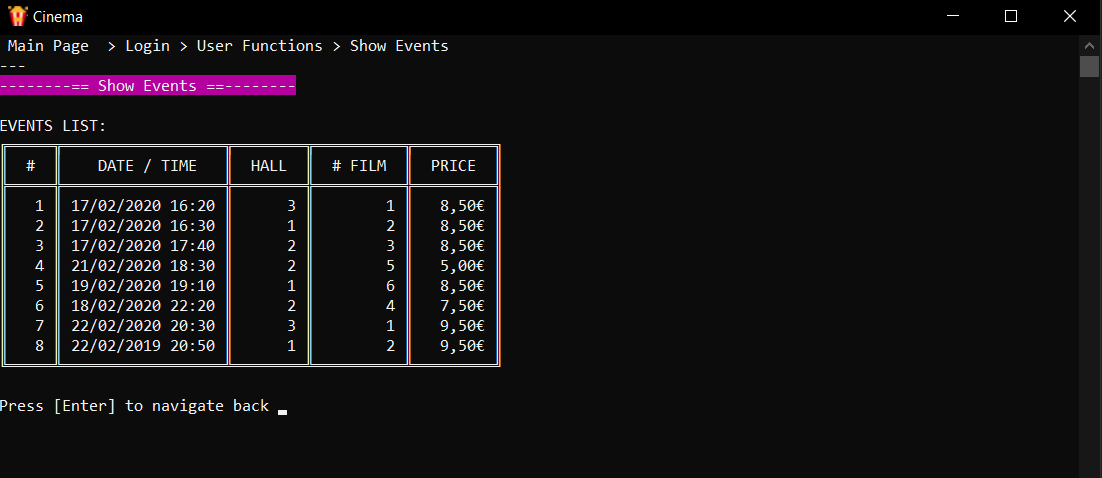 Cinema
Main Page  > Login > User Functions > Show Events
---
--------== Show Events ==--------
EVENTS LIST:
# DATE / TIME HALL # FILM PRICE
1 17/02/2020 16:20 3 1 8,50€
2 17/02/2020 16:30 1 2 8,50€
3 17/02/2020 17:40 2 3 8,50€
4 21/02/2020 18:30 2 5 5,00€
5 19/02/2020 19:10 1 6 8,50€
6 18/02/2020 22:20 2 4 7,50€
7 22/02/2020 20:30 3 1 9,50€
8 22/02/2019 20:50 1 2 9,50€
Press [Enter] to navigate back